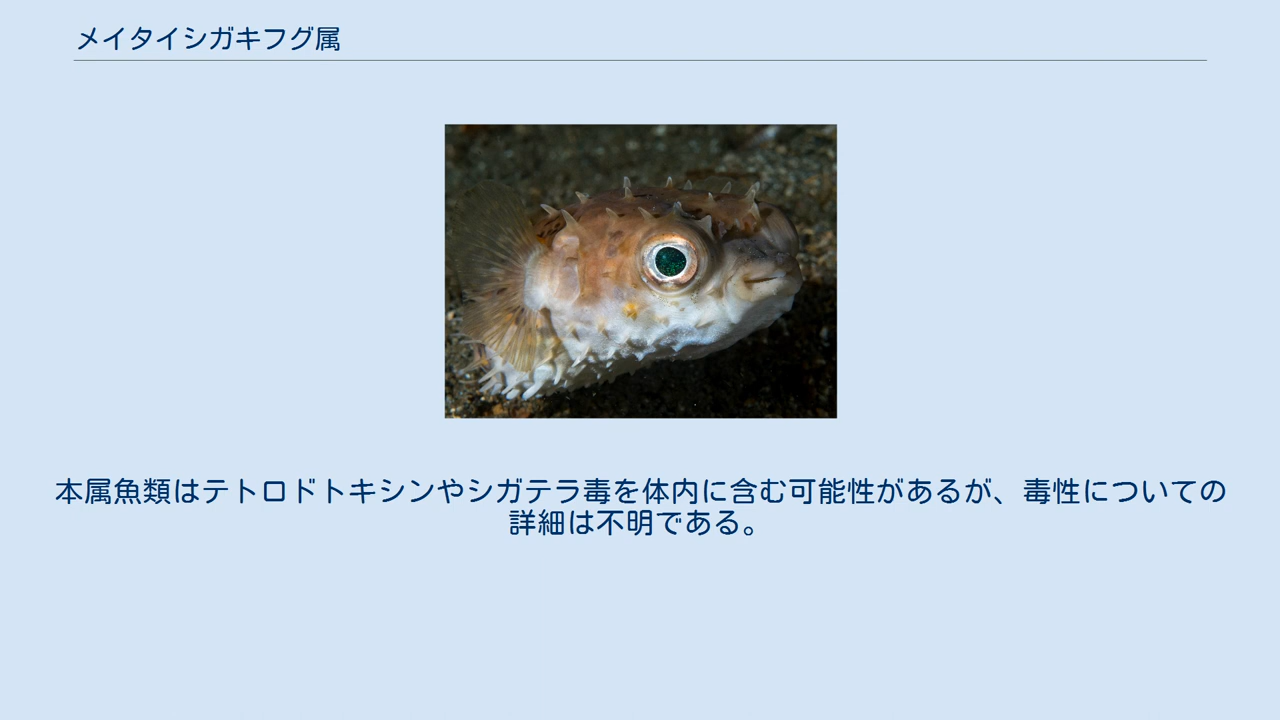 メイタイシガキフグ属
本属魚類はテトロドトキシンやシガテラ毒を体内に含む可能性があるが、毒性についての
詳細は不明である。